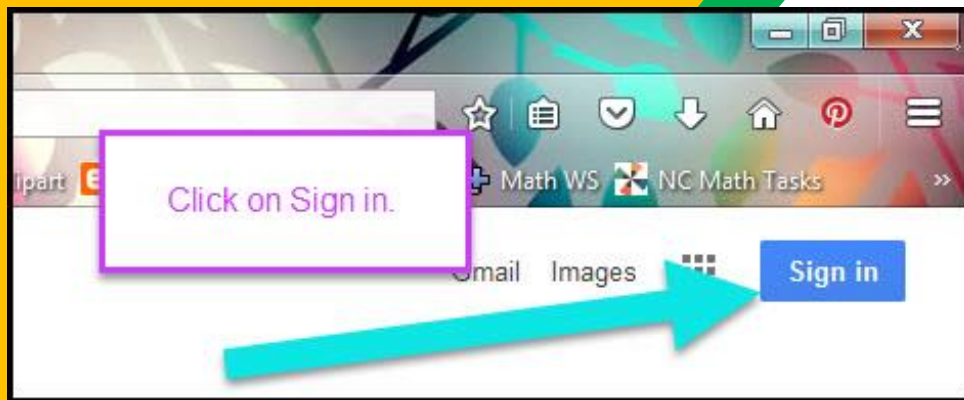 ipart Math WS NC Math Tasks »
Click on Sign in.
Gmail Images Sign in